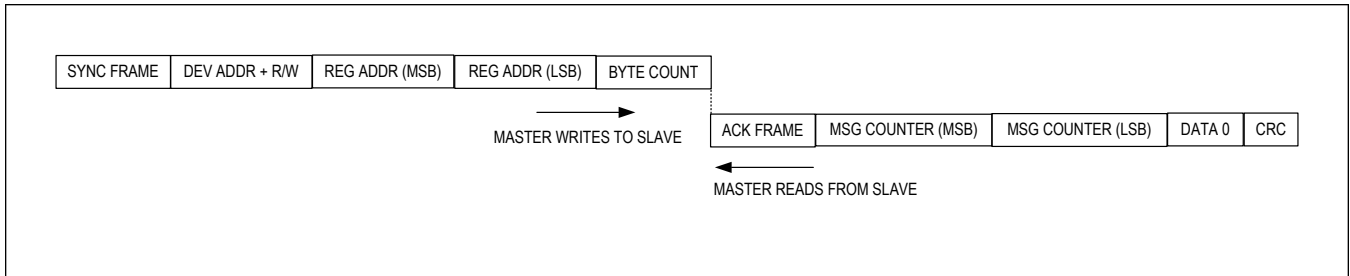 SYNC FRAME DEV ADDR + R/W REG ADDR (MSB) REG ADDR (LSB) BYTE COUNT
MASTER WRITES TO SLAVE
ACK FRAME MSG COUNTER (MSB) MSG COUNTER (LSB) DATA 0 CRC
MASTER READS FROM SLAVE